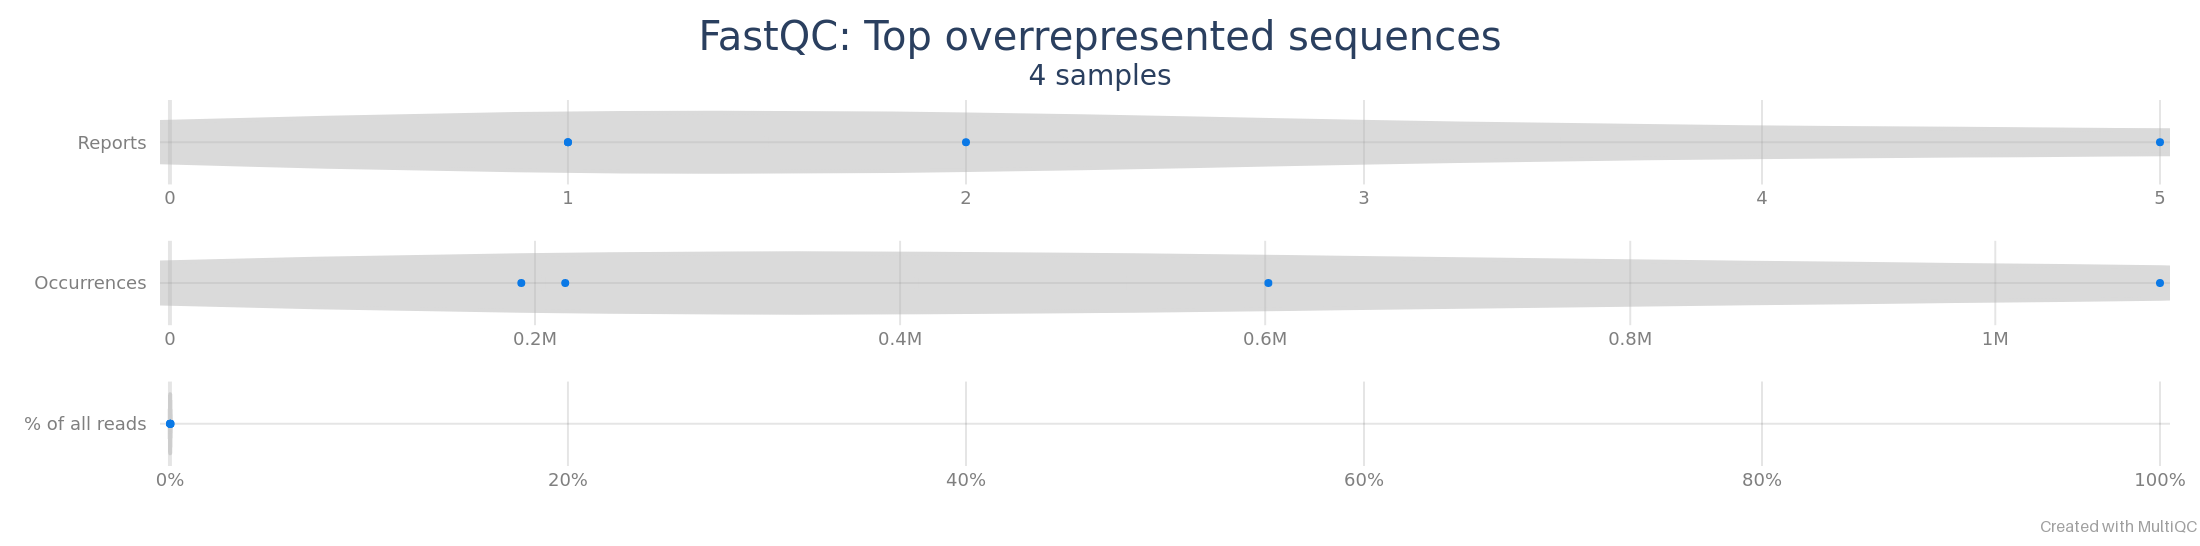 FastQC: Top overrepresented sequences
4 samples
Reports
0 1 2 3 4 5
Occurrences
0 0.2M 0.4M 0.6M 0.8M 1M
% of all reads
0% 20% 40% 60% 80% 100%
Created with MultiQC